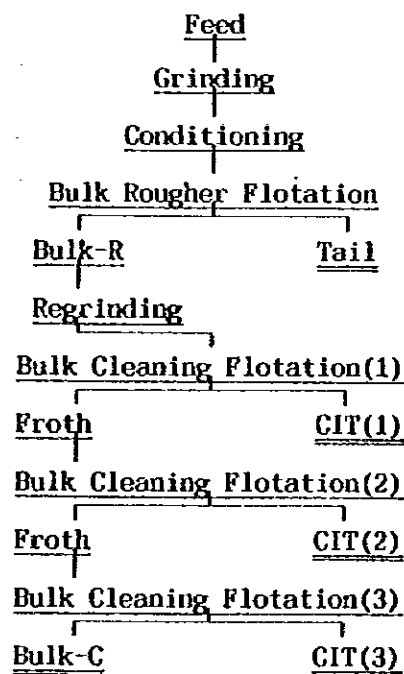 Feed
Grinding
Conditioning
Bulk Rougher Flotation
Bulk-R Tail
Regrinding
Bulk Cleaning Flotation(1)
Froth CIT(1)
Bulk Cleaning Flotation(2)
Froth CIT(2)
Bulk Cleaning Flotation(3)
Bulk-C CIT(3)